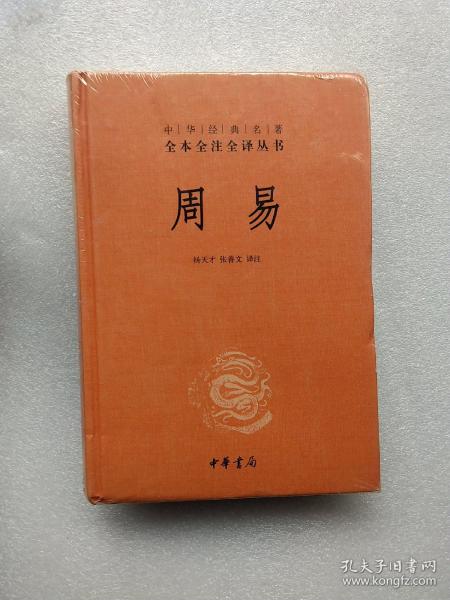 中华经典名著
全本全注全译丛书
周易
杨天才 张善文 译注
中華書局
孔夫子旧书网
www.kongfz.com